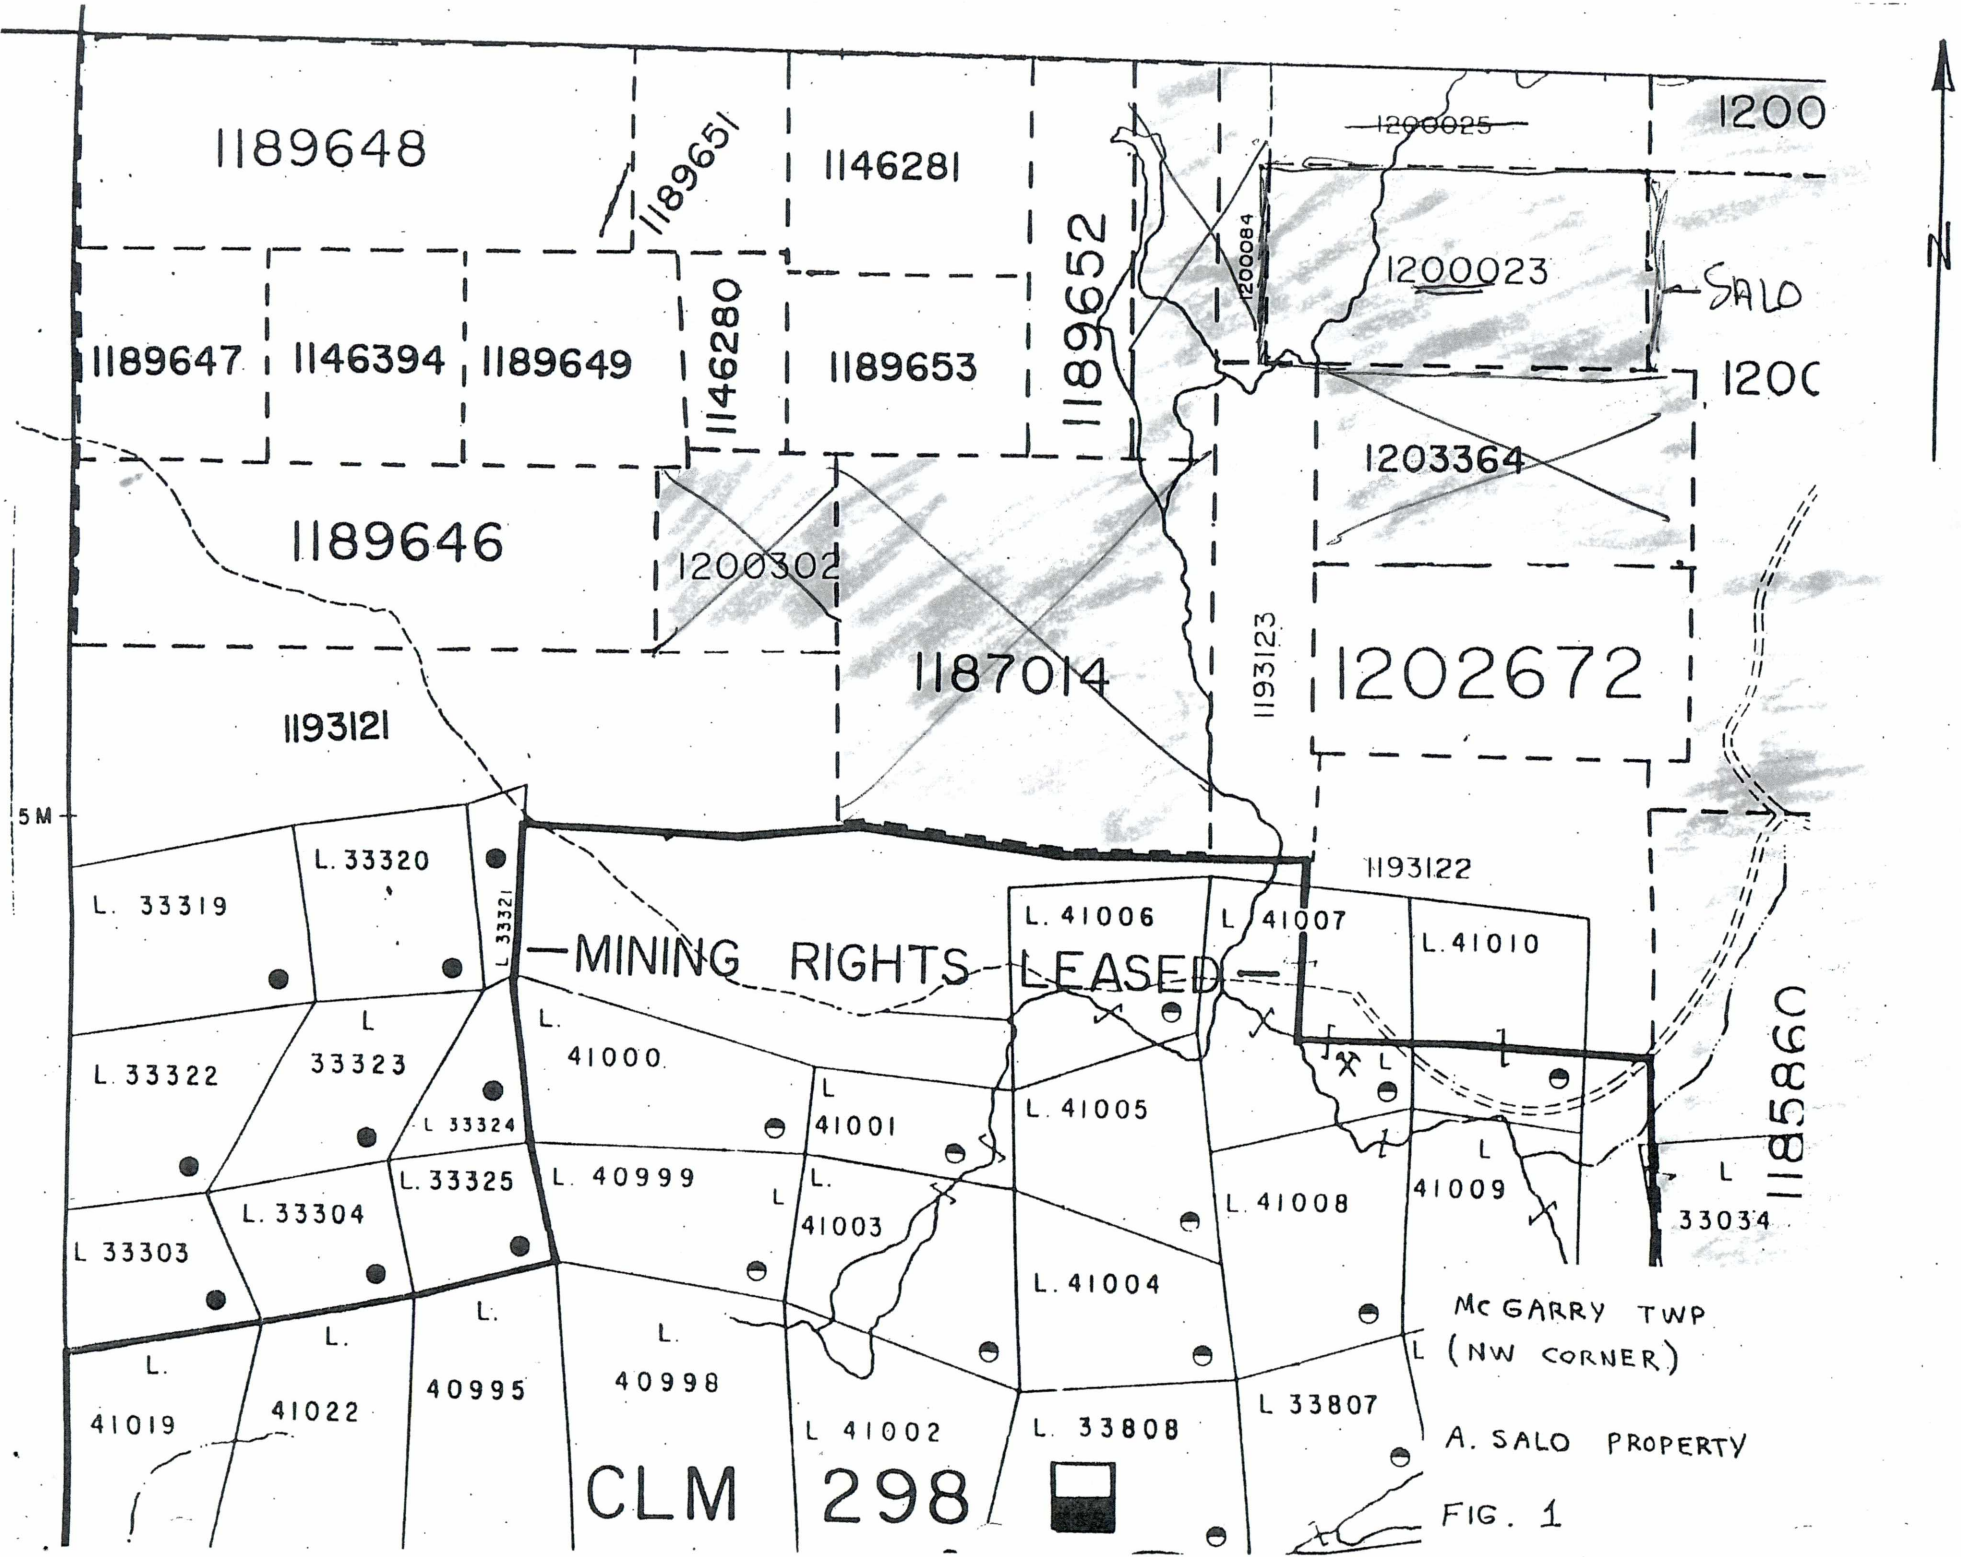 1200
1200025
1189648
1189651
1146281
1189652
1200084
1200023
SALO
N
1189647
1146394
1189649
1146280
1189653
120C
1203364
1189646
1200302
1187014
1193123
1202672
1193121
5 M
L. 33320
L. 33319
L 33321
1193122
L. 41006
L 41007
L. 41010
—MINING RIGHTS LEASED—
L. 33322
L
33323
L 33324
L.
41000
L
41001
L. 41005
L
L
41009
L. 41008
1185860
L
33034
L. 33325
L. 40999
L
L.
41003
L. 33304
L 33303
L. 41004
L.
41019
L.
41022
L.
40995
L.
40998
L 41002
L. 33808
L 33807
L
CLM 298
MC GARRY TWP
(NW CORNER)
A. SALO PROPERTY
FIG. 1